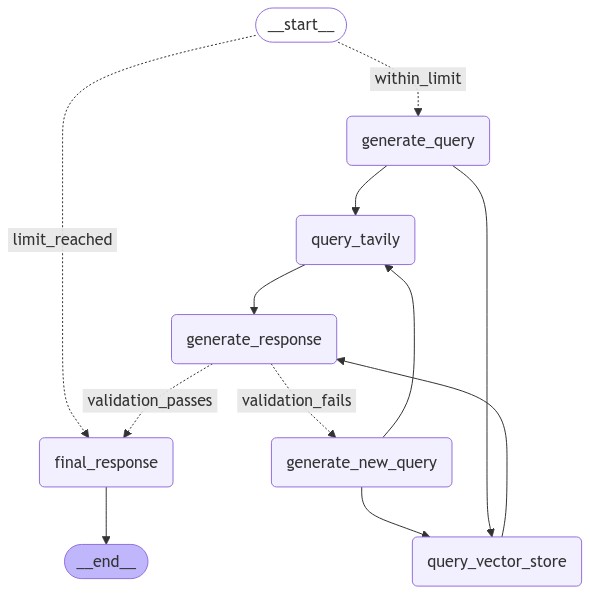 __start__
within_limit
generate_query
query_tavily
limit_reached
generate_response
validation_passes
validation_fails
final_response
generate_new_query
__end__
query_vector_store